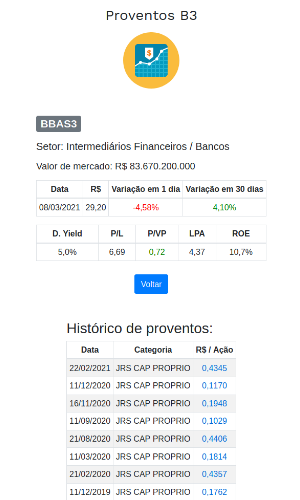 Proventos B3
$
BBAS3
Setor: Intermediários Financeiros / Bancos
Valor de mercado: R$ 83.670.200.000
Data R$ Variação em 1 dia Variação em 30 dias
08/03/2021 29,20 -4,58% 4,10%
D. Yield P/L P/VP LPA ROE
5,0% 6,69 0,72 4,37 10,7%
Voltar
Histórico de proventos:
Data Categoria R$ / Ação
22/02/2021 JRS CAP PROPRIO 0,4345
11/12/2020 JRS CAP PROPRIO 0,1170
16/11/2020 JRS CAP PROPRIO 0,1948
11/09/2020 JRS CAP PROPRIO 0,1029
21/08/2020 JRS CAP PROPRIO 0,4406
11/03/2020 JRS CAP PROPRIO 0,1814
21/02/2020 JRS CAP PROPRIO 0,4357
11/12/2019 JRS CAP PROPRIO 0,1762